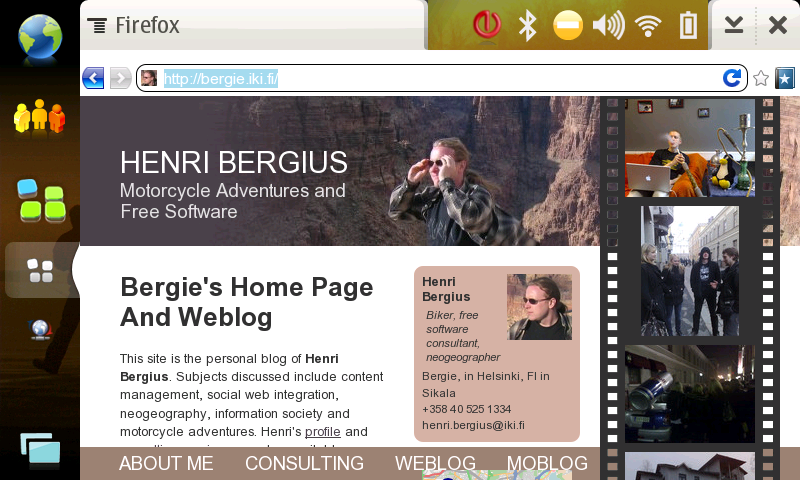 Firefox
http://bergie.iki.fi/
HENRI BERGIUS
Motorcycle Adventures and
Free Software
Bergie's Home Page
And Weblog
This site is the personal blog of Henri
Bergius. Subjects discussed include content
management, social web integration,
neogeography, information society and
motorcycle adventures. Henri's profile and
Henri
Bergius
Biker, free
software
consultant,
neogeographer
Bergie, in Helsinki, FI in
Sikala
+358 40 525 1334
henri.bergius@iki.fi
ABOUT ME
CONSULTING
WEBLOG
MOBLOG